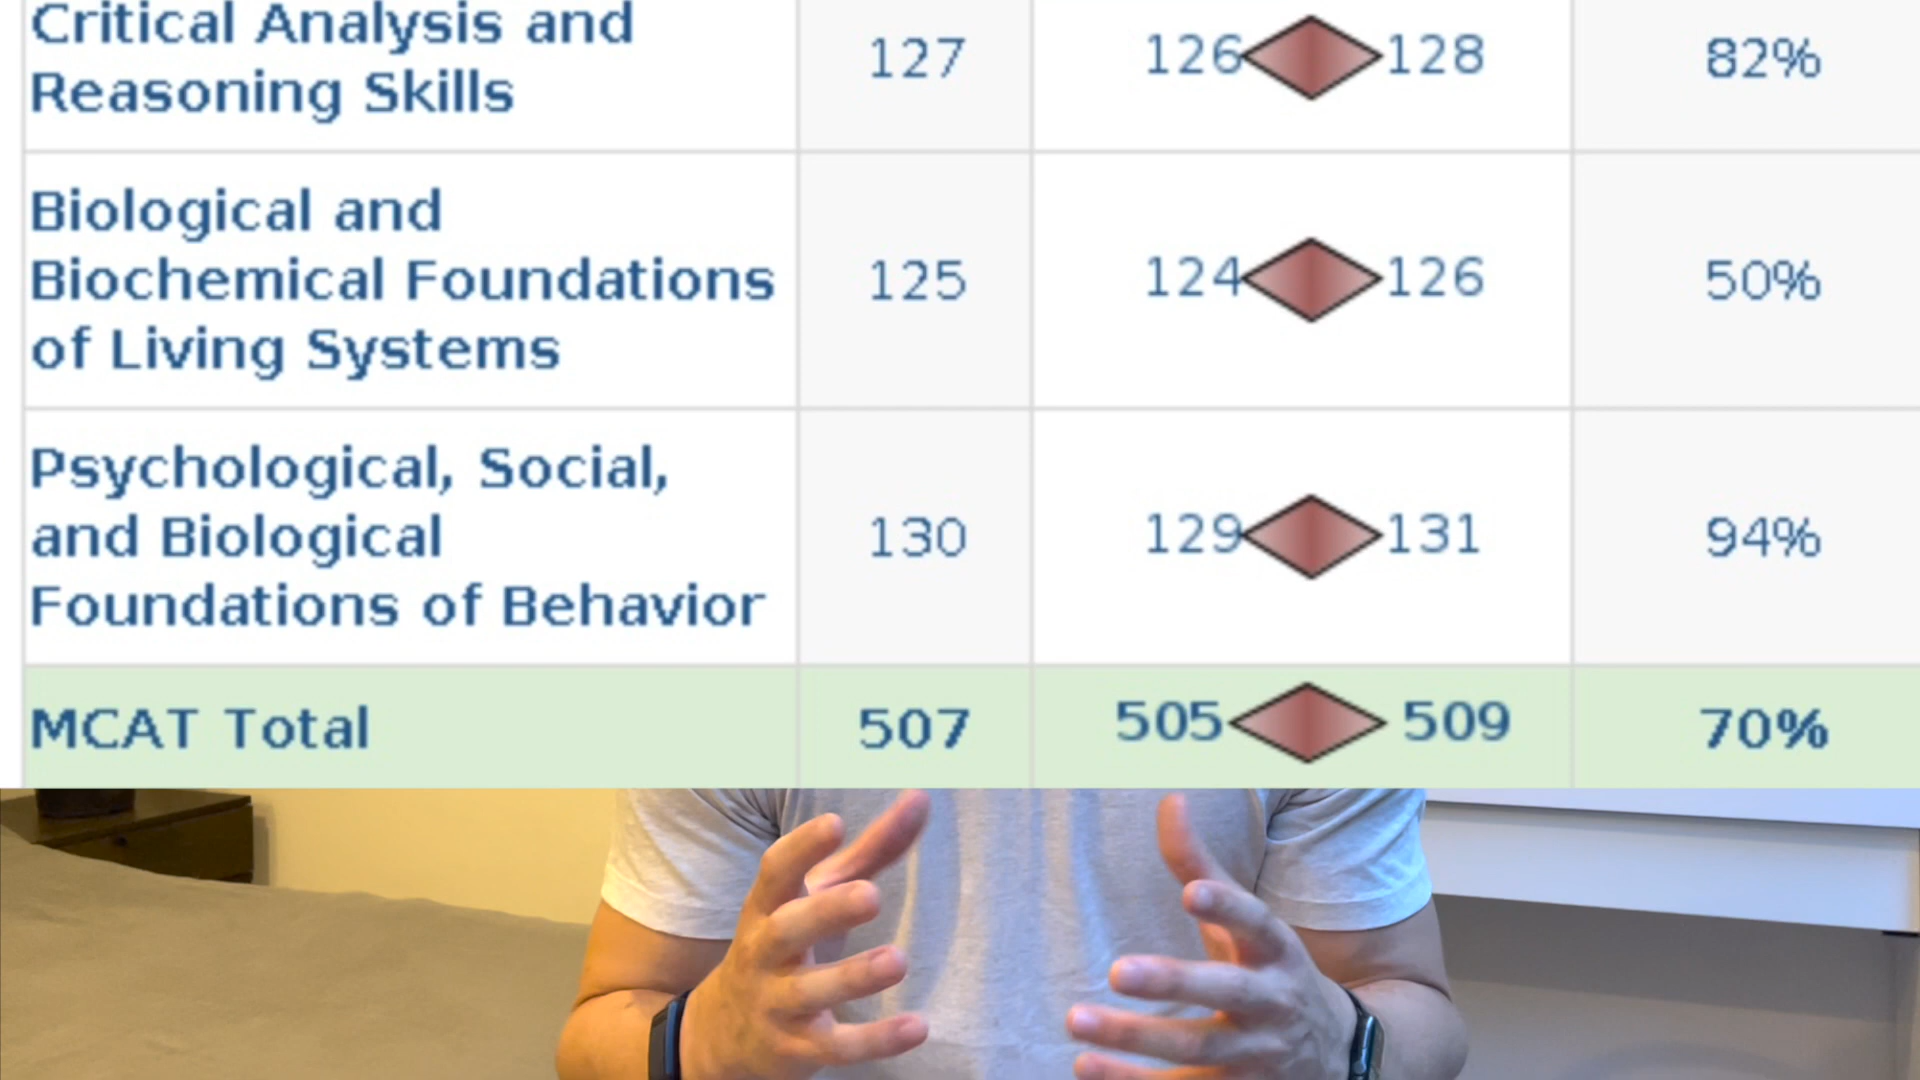 Critical Analysis and
Reasoning Skills
127
126 128
82%
Biological and
Biochemical Foundations
of Living Systems
125
124 126
50%
Psychological, Social,
and Biological
Foundations of Behavior
130
129 131
94%
MCAT Total
507
505 509
70%